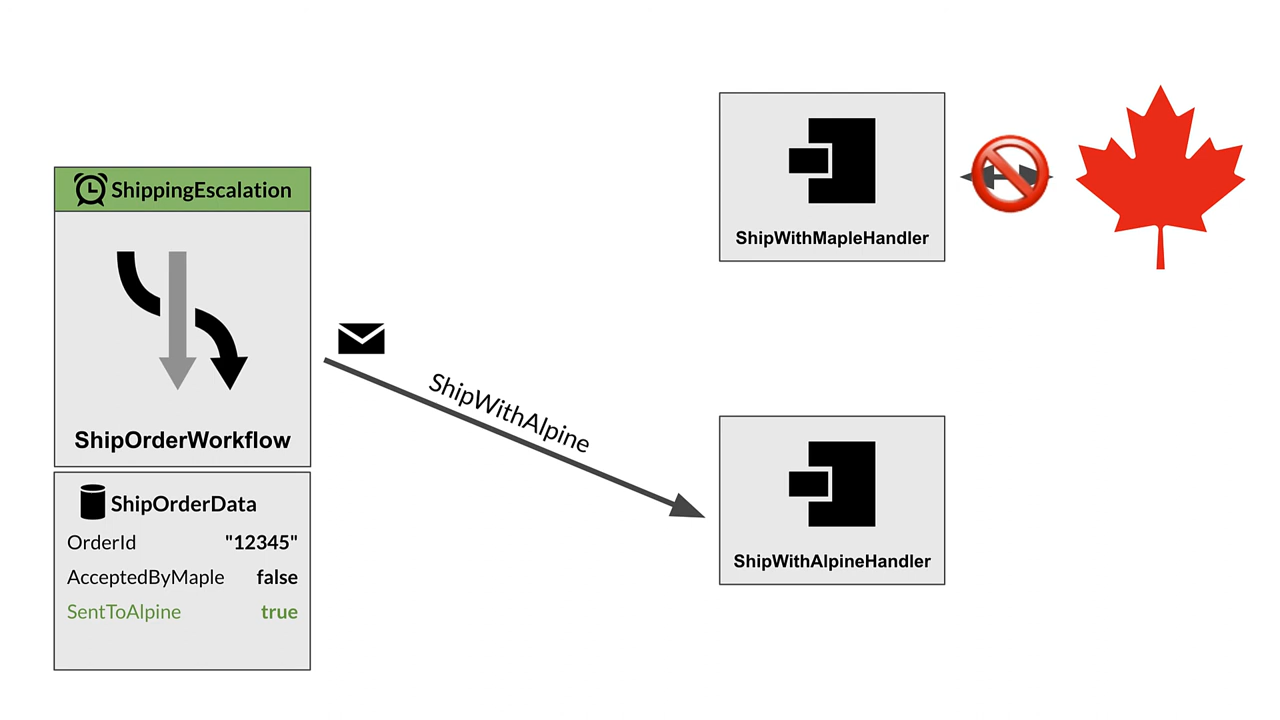 ShippingEscalation
ShipOrderWorkflow
ShipOrderData
OrderId "12345"
AcceptedByMaple false
SentToAlpine true
ShipWithAlpine
ShipWithMapleHandler
ShipWithAlpineHandler